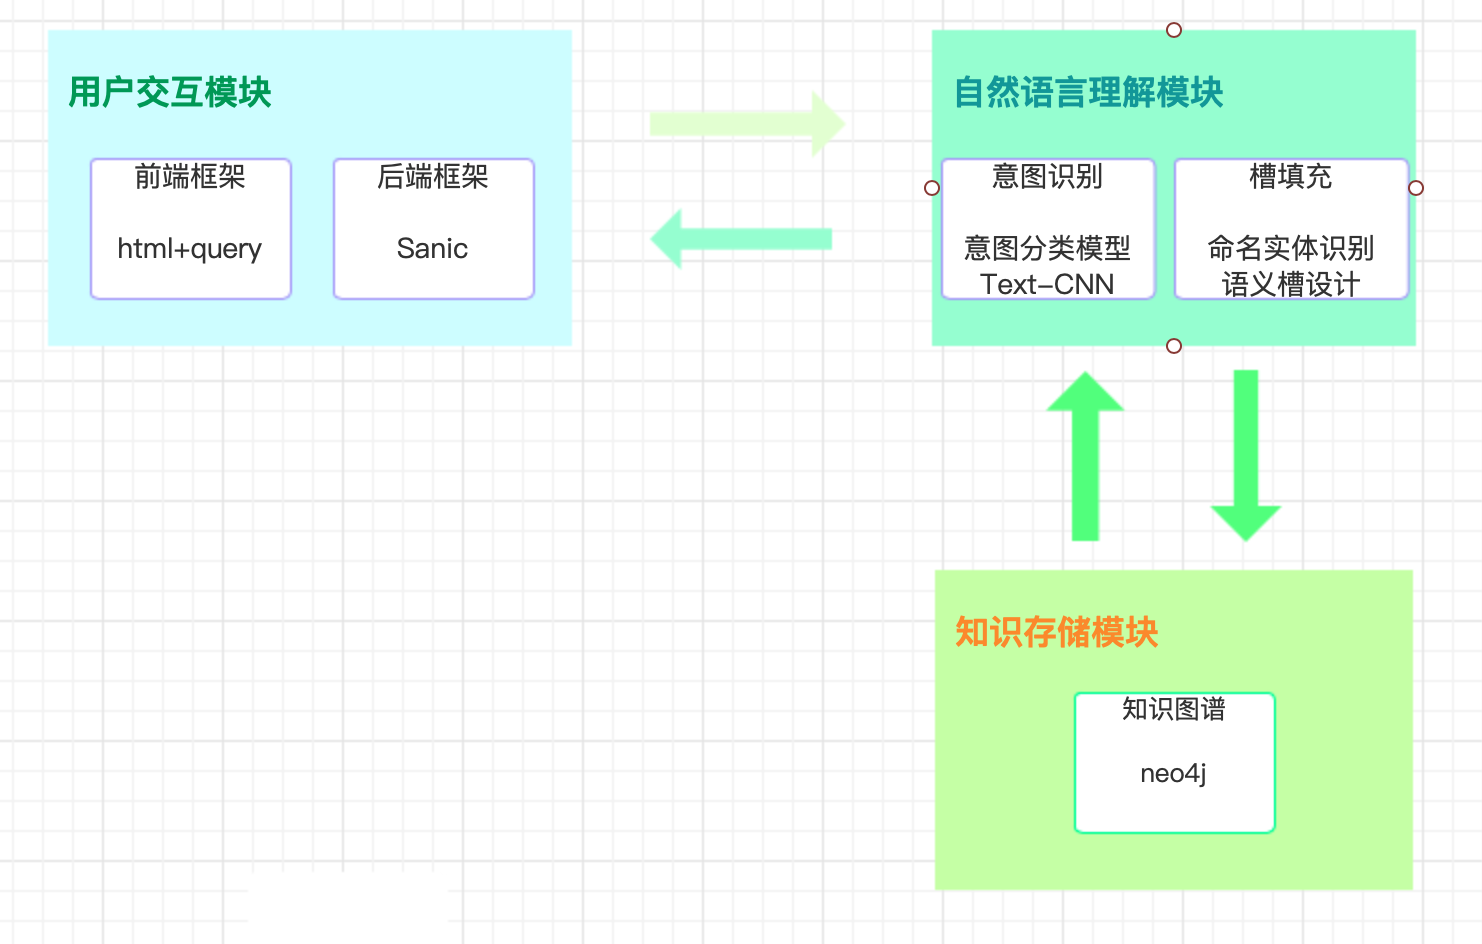 用户交互模块
前端框架
html+query
后端框架
Sanic
自然语言理解模块
意图识别
意图分类模型
Text-CNN
槽填充
命名实体识别
语义槽设计
知识存储模块
知识图谱
neo4j